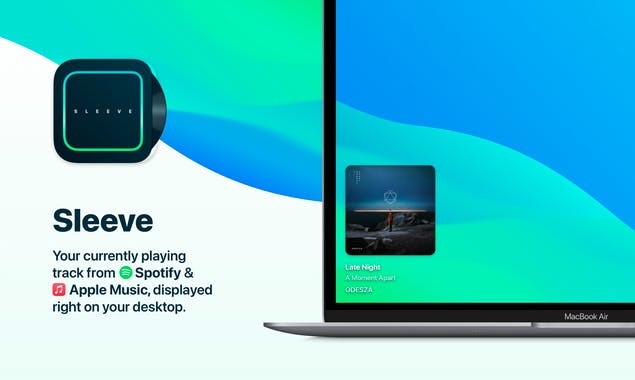 SLEEVE
Sleeve
Your currently playing
track from Spotify &
Apple Music, displayed
right on your desktop.
Late Night
A Moment Apart
ODESZA
MacBook Air